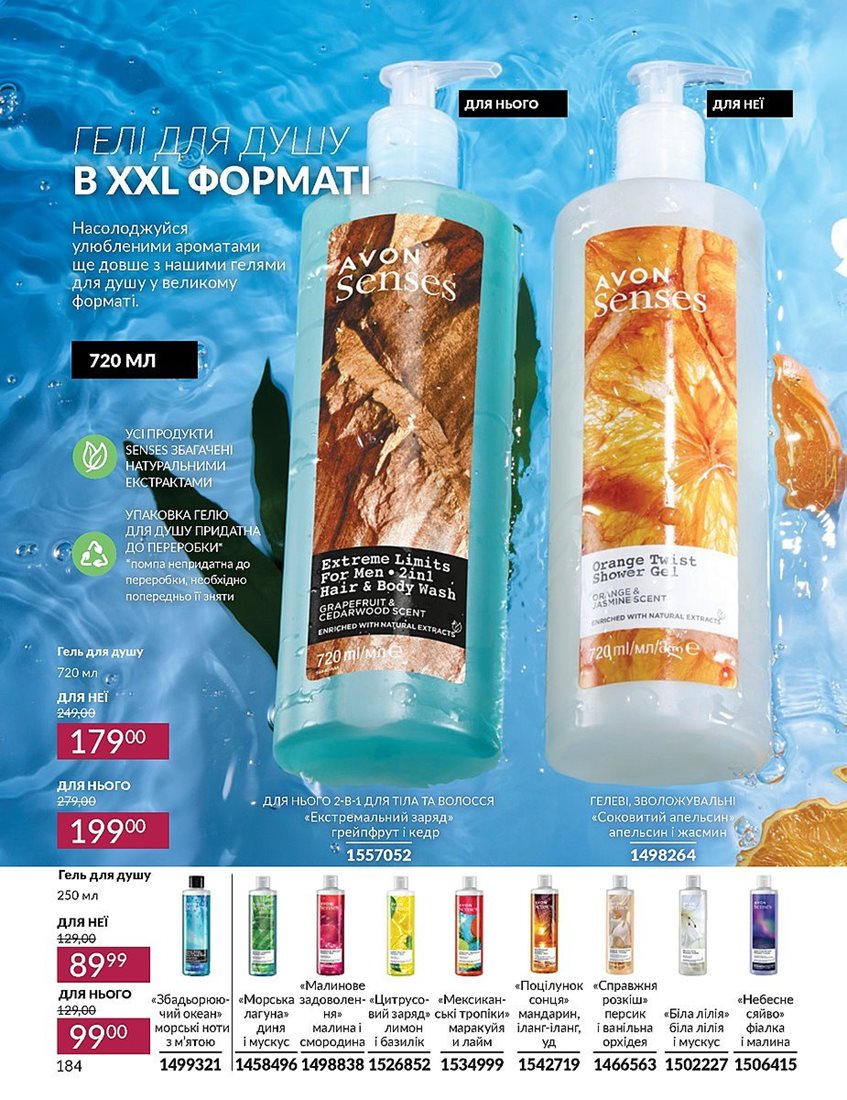 ДЛЯ НЬОГО
ДЛЯ НЕЇ
ГЕЛІ ДЛЯ ДУШУ
В XXL ФОРМАТІ
Насолоджуйся
улюбленими ароматами
ще довше з нашими гелями
для душу у великому
форматі.
720 МЛ
УСІ ПРОДУКТИ
SENSES ЗБАГАЧЕНІ
НАТУРАЛЬНИМИ
ЕКСТРАКТАМИ
УПАКОВКА ГЕЛЮ
ДЛЯ ДУШУ ПРИДАТНА
ДО ПЕРЕРОБКИ*
*помпа непридатна до
переробки, необхідно
попередньо її зняти
AVON
Senses
Extreme Limits
For Men • 2in1
Hair & Body Wash
GRAPEFRUIT &
CEDARWOOD SCENT
ENRICHED WITH NATURAL EXTRACTS
720 ml/мл e
AVON
Senses
Orange Twist
Shower Gel
ORANGE &
JASMINE SCENT
ENRICHED WITH NATURAL EXTRACTS
720 ml/мл e
Гель для душу
720 мл
ДЛЯ НЕЇ
249,00
179 00
ДЛЯ НЬОГО
279,00
199 00
ДЛЯ НЬОГО 2-В-1 ДЛЯ ТІЛА ТА ВОЛОССЯ
«Екстремальний заряд»
грейпфрут і кедр
1557052
ГЕЛЕВІ, ЗВОЛОЖУВАЛЬНІ
«Соковитий апельсин»
апельсин і жасмин
1498264
Гель для душу
250 мл
ДЛЯ НЕЇ
129,00
89 99
ДЛЯ НЬОГО
129,00
99 00
«Збадьорюю-
чий океан»
морські ноти
з м'ятою
1499321
«Морська
лагуна»
диня
і мускус
1458496
«Малинове
задоволен-
ня»
малина і
смородина
1498838
«Цитрусо-
вий заряд»
лимон
і базилік
1526852
«Мексикан-
ські тропіки»
маракуйя
и лайм
1534999
«Поцілунок
сонця»
мандарин,
іланг-іланг,
уд
1542719
«Справжня
розкіш»
персик
і ванільна
орхідея
1466563
«Біла лілія»
біла лілія
і мускус
1502227
«Небесне
сяйво»
фіалка
і малина
1506415
184